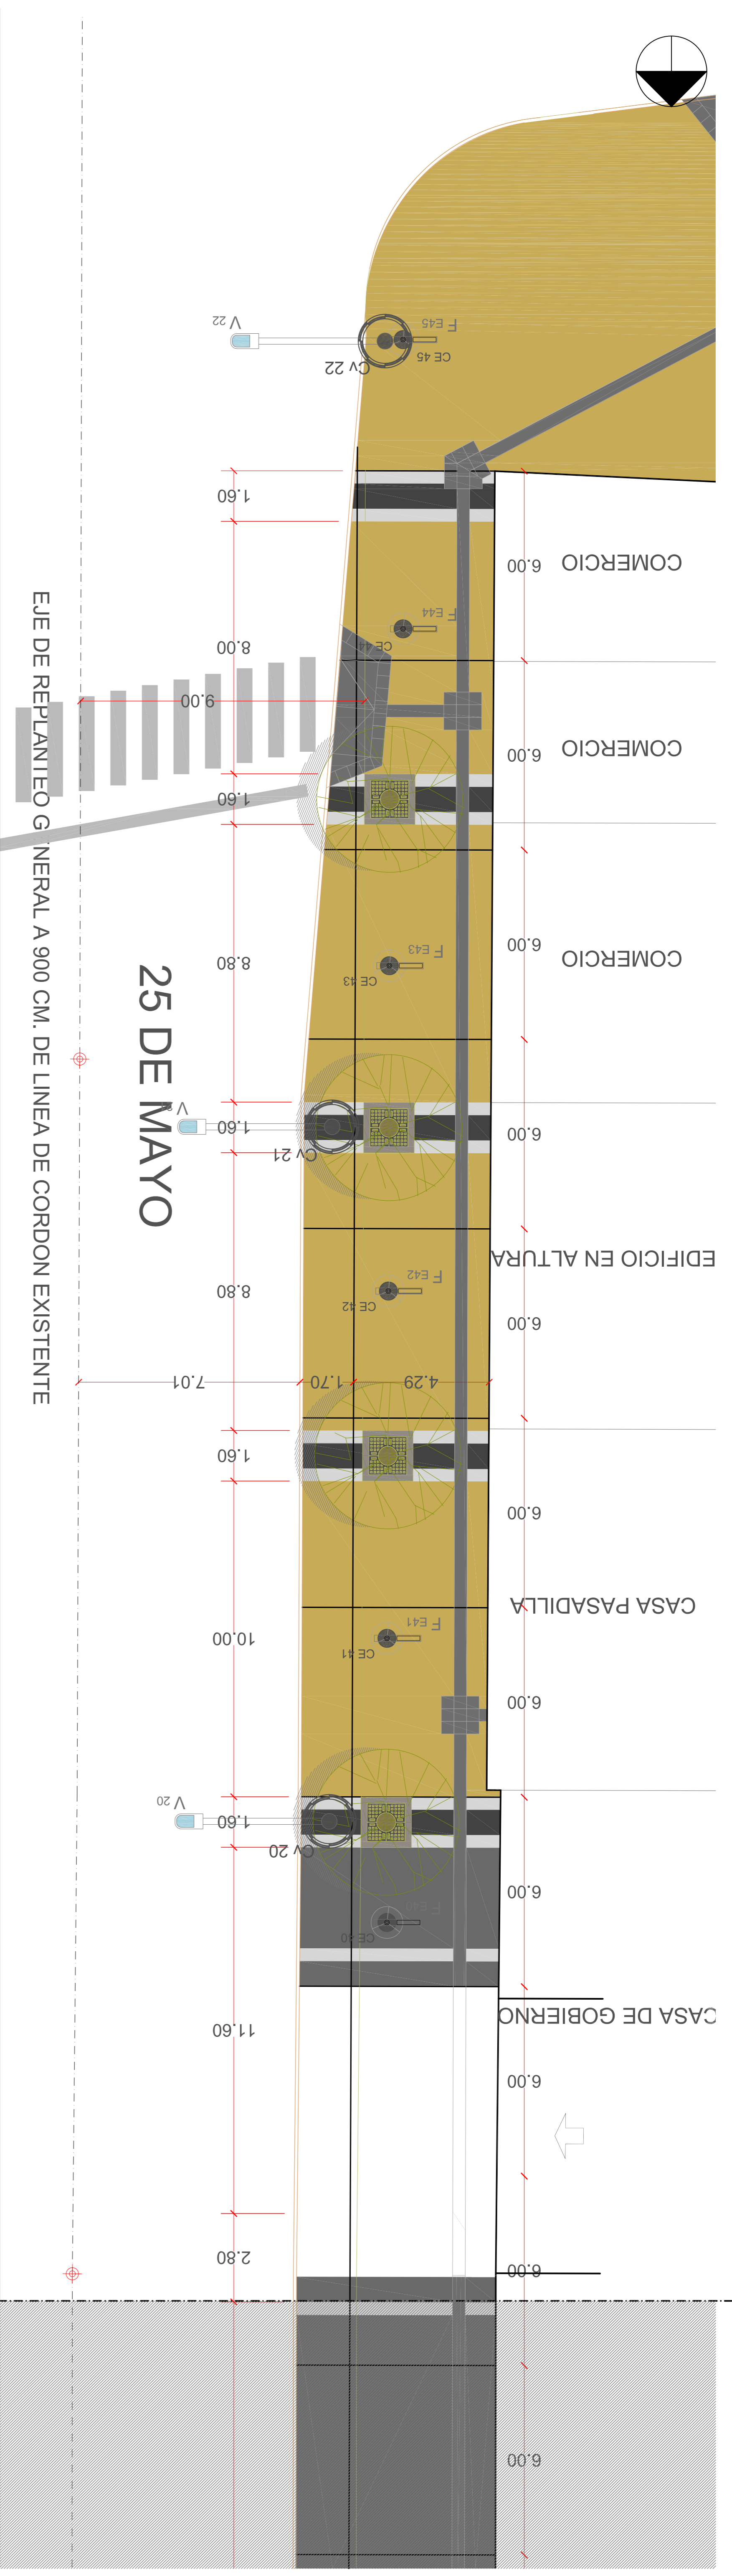 V 22
F E45
Cv 22
CE 45
1.60
6.00
COMERCIO
F E44
CE 44
8.00
9.00
6.00
COMERCIO
1.60
EJE DE REPLANTEO G NERAL A 900 CM. DE LINEA DE CORDON EXISTENTE
25 DE MAYO
8.80
F E43
CE 43
6.00
COMERCIO
V
1.60
Cv 21
6.00
EDIFICIO EN ALTURA
8.80
F E42
CE 42
6.00
7.01
1.70
4.29
1.60
6.00
CASA PASADILLA
10.00
F E41
CE 41
6.00
V 20
1.60
Cv 20
6.00
F E40
CASA DE GOBIERNO
11.60
6.00
2.80
6.00
6.00